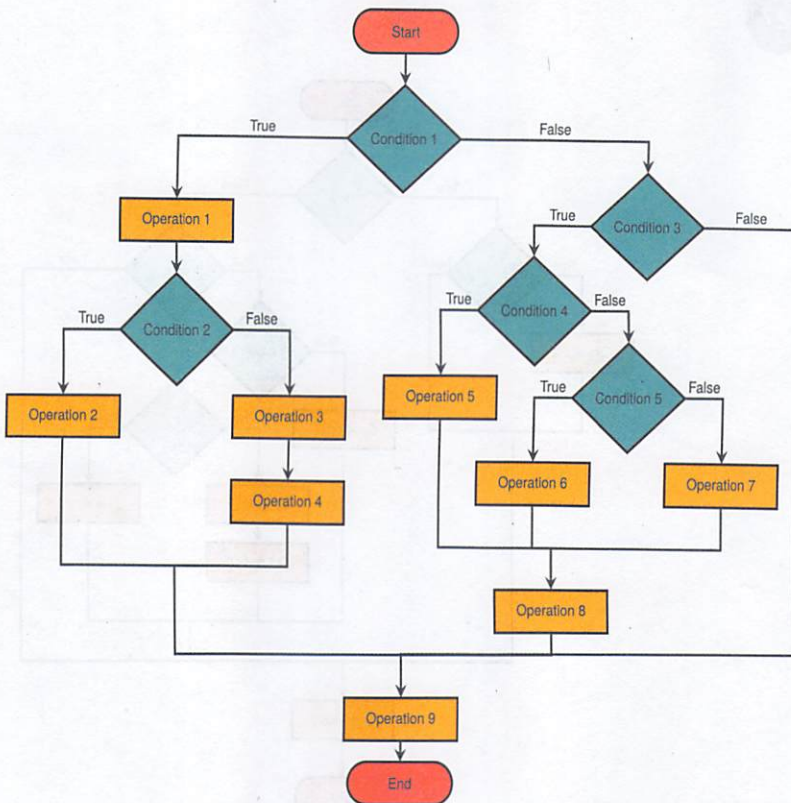 Start
Condition 1
True
False
Operation 1
Condition 3
True
False
Condition 2
True
False
Condition 4
True
False
Operation 2
Operation 3
Operation 5
Condition 5
True
False
Operation 4
Operation 6
Operation 7
Operation 8
Operation 9
End